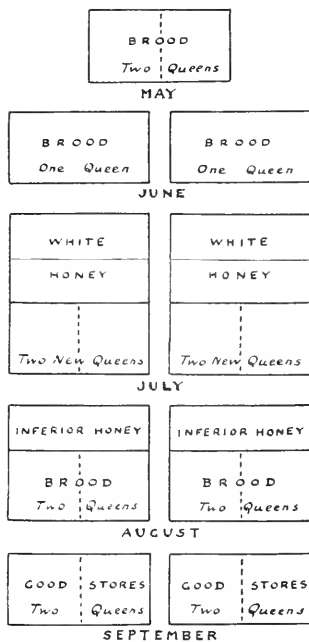 BROOD
Two Queens
MAY
BROOD BROOD
One Queen One Queen
JUNE
WHITE WHITE
HONEY HONEY
Two New Queens Two New Queens
JULY
INFERIOR HONEY INFERIOR HONEY
BROOD BROOD
Two Queens Two Queens
AUGUST
GOOD STORES GOOD STORES
Two Queens Two Queens
SEPTEMBER